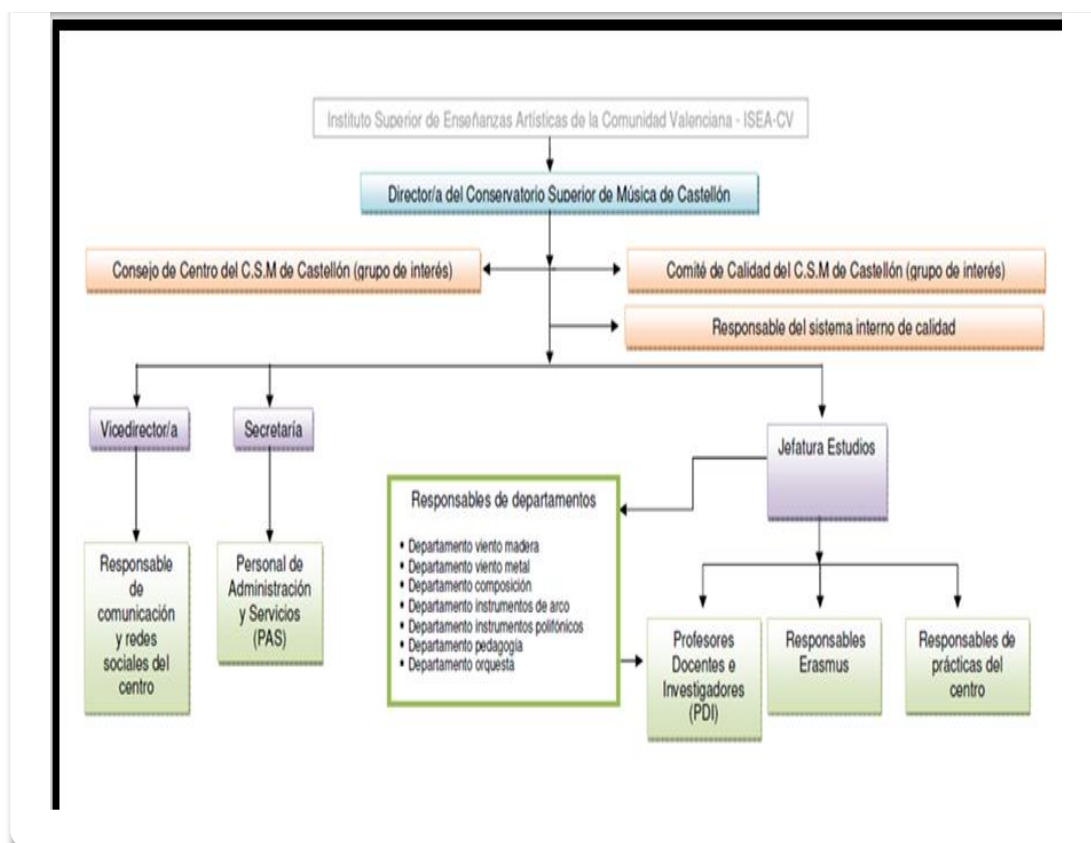 Instituto Superior de Enseñanzas Artísticas de la Comunidad Valenciana - ISEA-CV
Director/a del Conservatorio Superior de Música de Castellón
Consejo de Centro del C.S.M de Castellón (grupo de interés)
Comité de Calidad del C.S.M de Castellón (grupo de interés)
Responsable del sistema interno de calidad
Vicedirector/a
Secretaría
Jefatura Estudios
Responsables de departamentos
▪ Departamento viento madera
▪ Departamento viento metal
▪ Departamento composición
▪ Departamento instrumentos de arco
▪ Departamento instrumentos polifónicos
▪ Departamento pedagogía
▪ Departamento orquesta
Responsable
de
comunicación
y redes
sociales del
centro
Personal de
Administración
y Servicios
(PAS)
Profesores
Docentes e
Investigadores
(PDI)
Responsables
Erasmus
Responsables de
prácticas del
centro